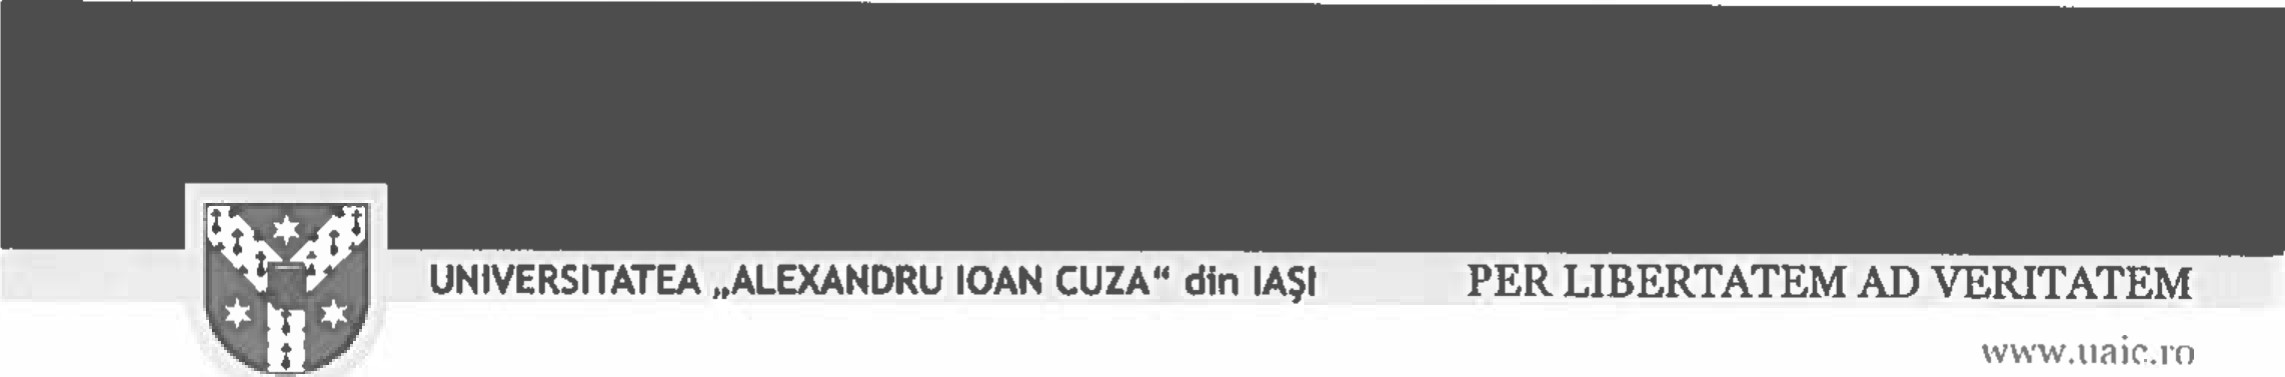 UNIVERSITATEA „ALEXANDRU IOAN CUZA“ din IAŞI
PER LIBERTATEM AD VERITATEM
www.uaic.ro